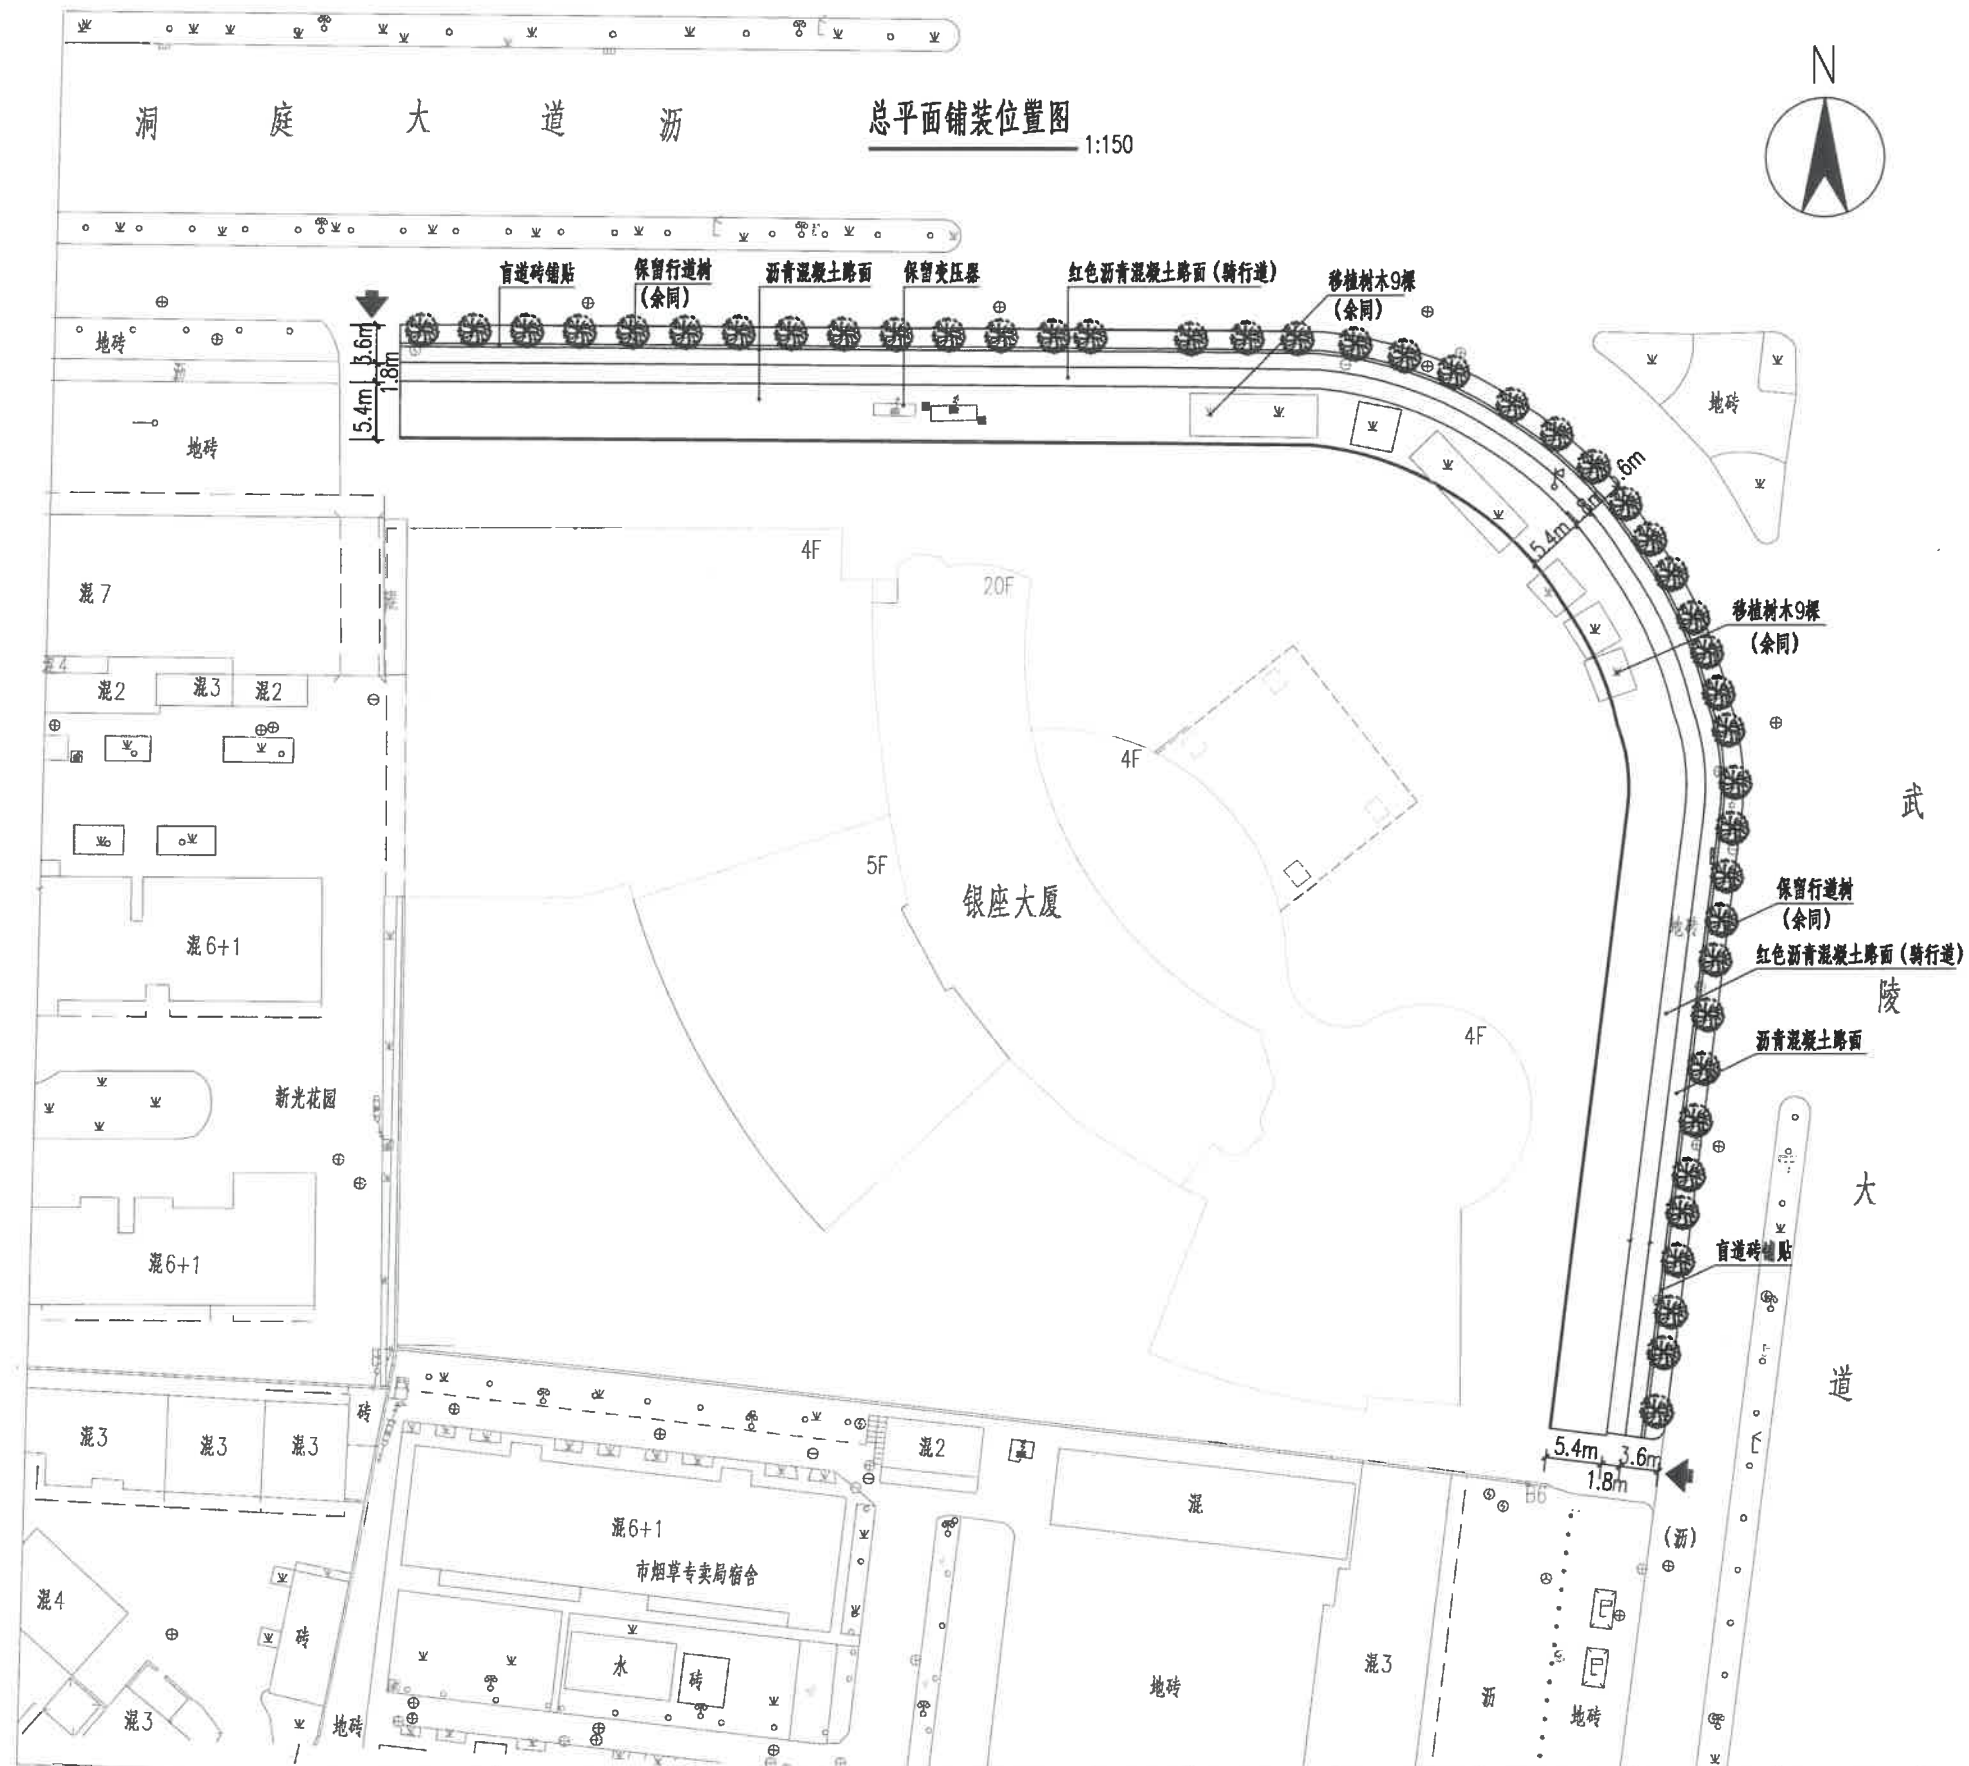 N
洞庭大道沥
总平面铺装位置图
1:150
盲道砖铺贴
保留行道树
(余同)
沥青混凝土路面
保留变压器
红色沥青混凝土路面(骑行道)
移植树木9棵
(余同)
3.6m
1.8m
5.4m
地砖
地砖
地砖
.6m
1.8m
5.4m
4F
20F
混7
移植树木9棵
(余同)
混2
混3
混2
4F
武
5F
银座大厦
保留行道树
(余同)
地砖
混6+1
红色沥青混凝土路面(骑行道)
陵
4F
沥青混凝土路面
新光花园
大
盲道砖铺贴
混6+1
道
砖
混3
混3
混3
混2
5.4m
3.6m
1.8m
混
混6+1
(沥)
市烟草专卖局宿舍
混4
砖
水
砖
混3
地砖
地砖
混3
沥
地砖